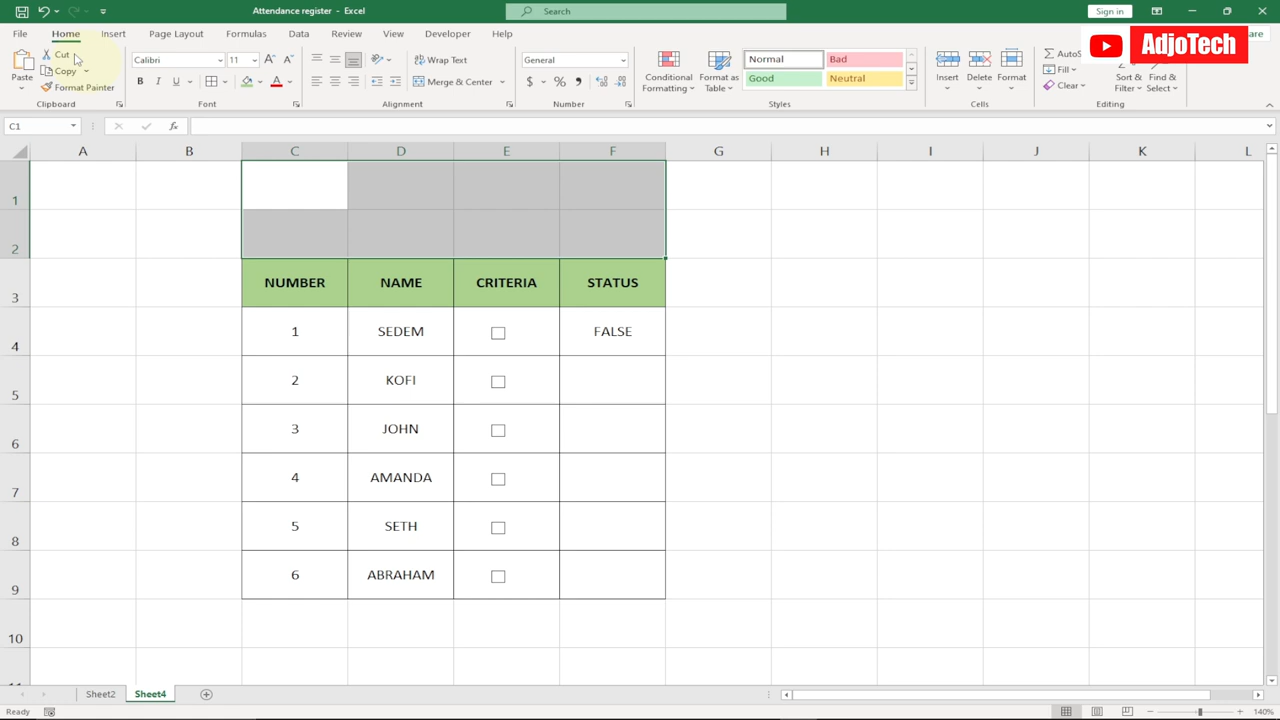 Attendance register - Excel
Search
Sign in
File Home Insert Page Layout Formulas Data Review View Developer Help
AdjoTech
Paste
Cut
Copy
Format Painter
Clipboard
Calibri 11
B I U
Font
Wrap Text
Merge & Center
Alignment
General
Number
Conditional Formatting
Format as Table
Normal Bad
Good Neutral
Styles
Insert Delete Format
Cells
Fill
Clear
Sort & Filter
Find & Select
Editing
C1
fx
A B C D E F G H I J K L
1
2
3 NUMBER NAME CRITERIA STATUS
4 1 SEDEM FALSE
5 2 KOFI
6 3 JOHN
7 4 AMANDA
8 5 SETH
9 6 ABRAHAM
10
Sheet2 Sheet4
Ready
140%